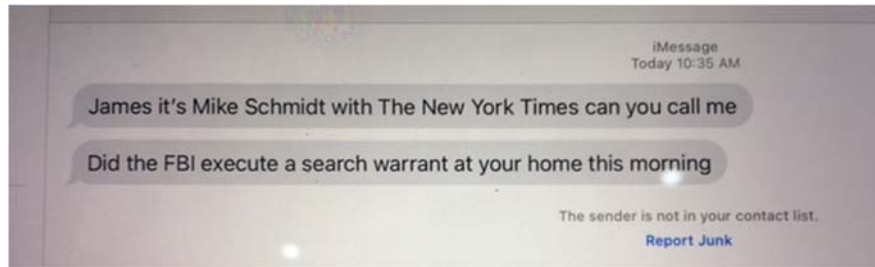 iMessage
Today 10:35 AM
James it's Mike Schmidt with The New York Times can you call me
Did the FBI execute a search warrant at your home this morning
The sender is not in your contact list.
Report Junk